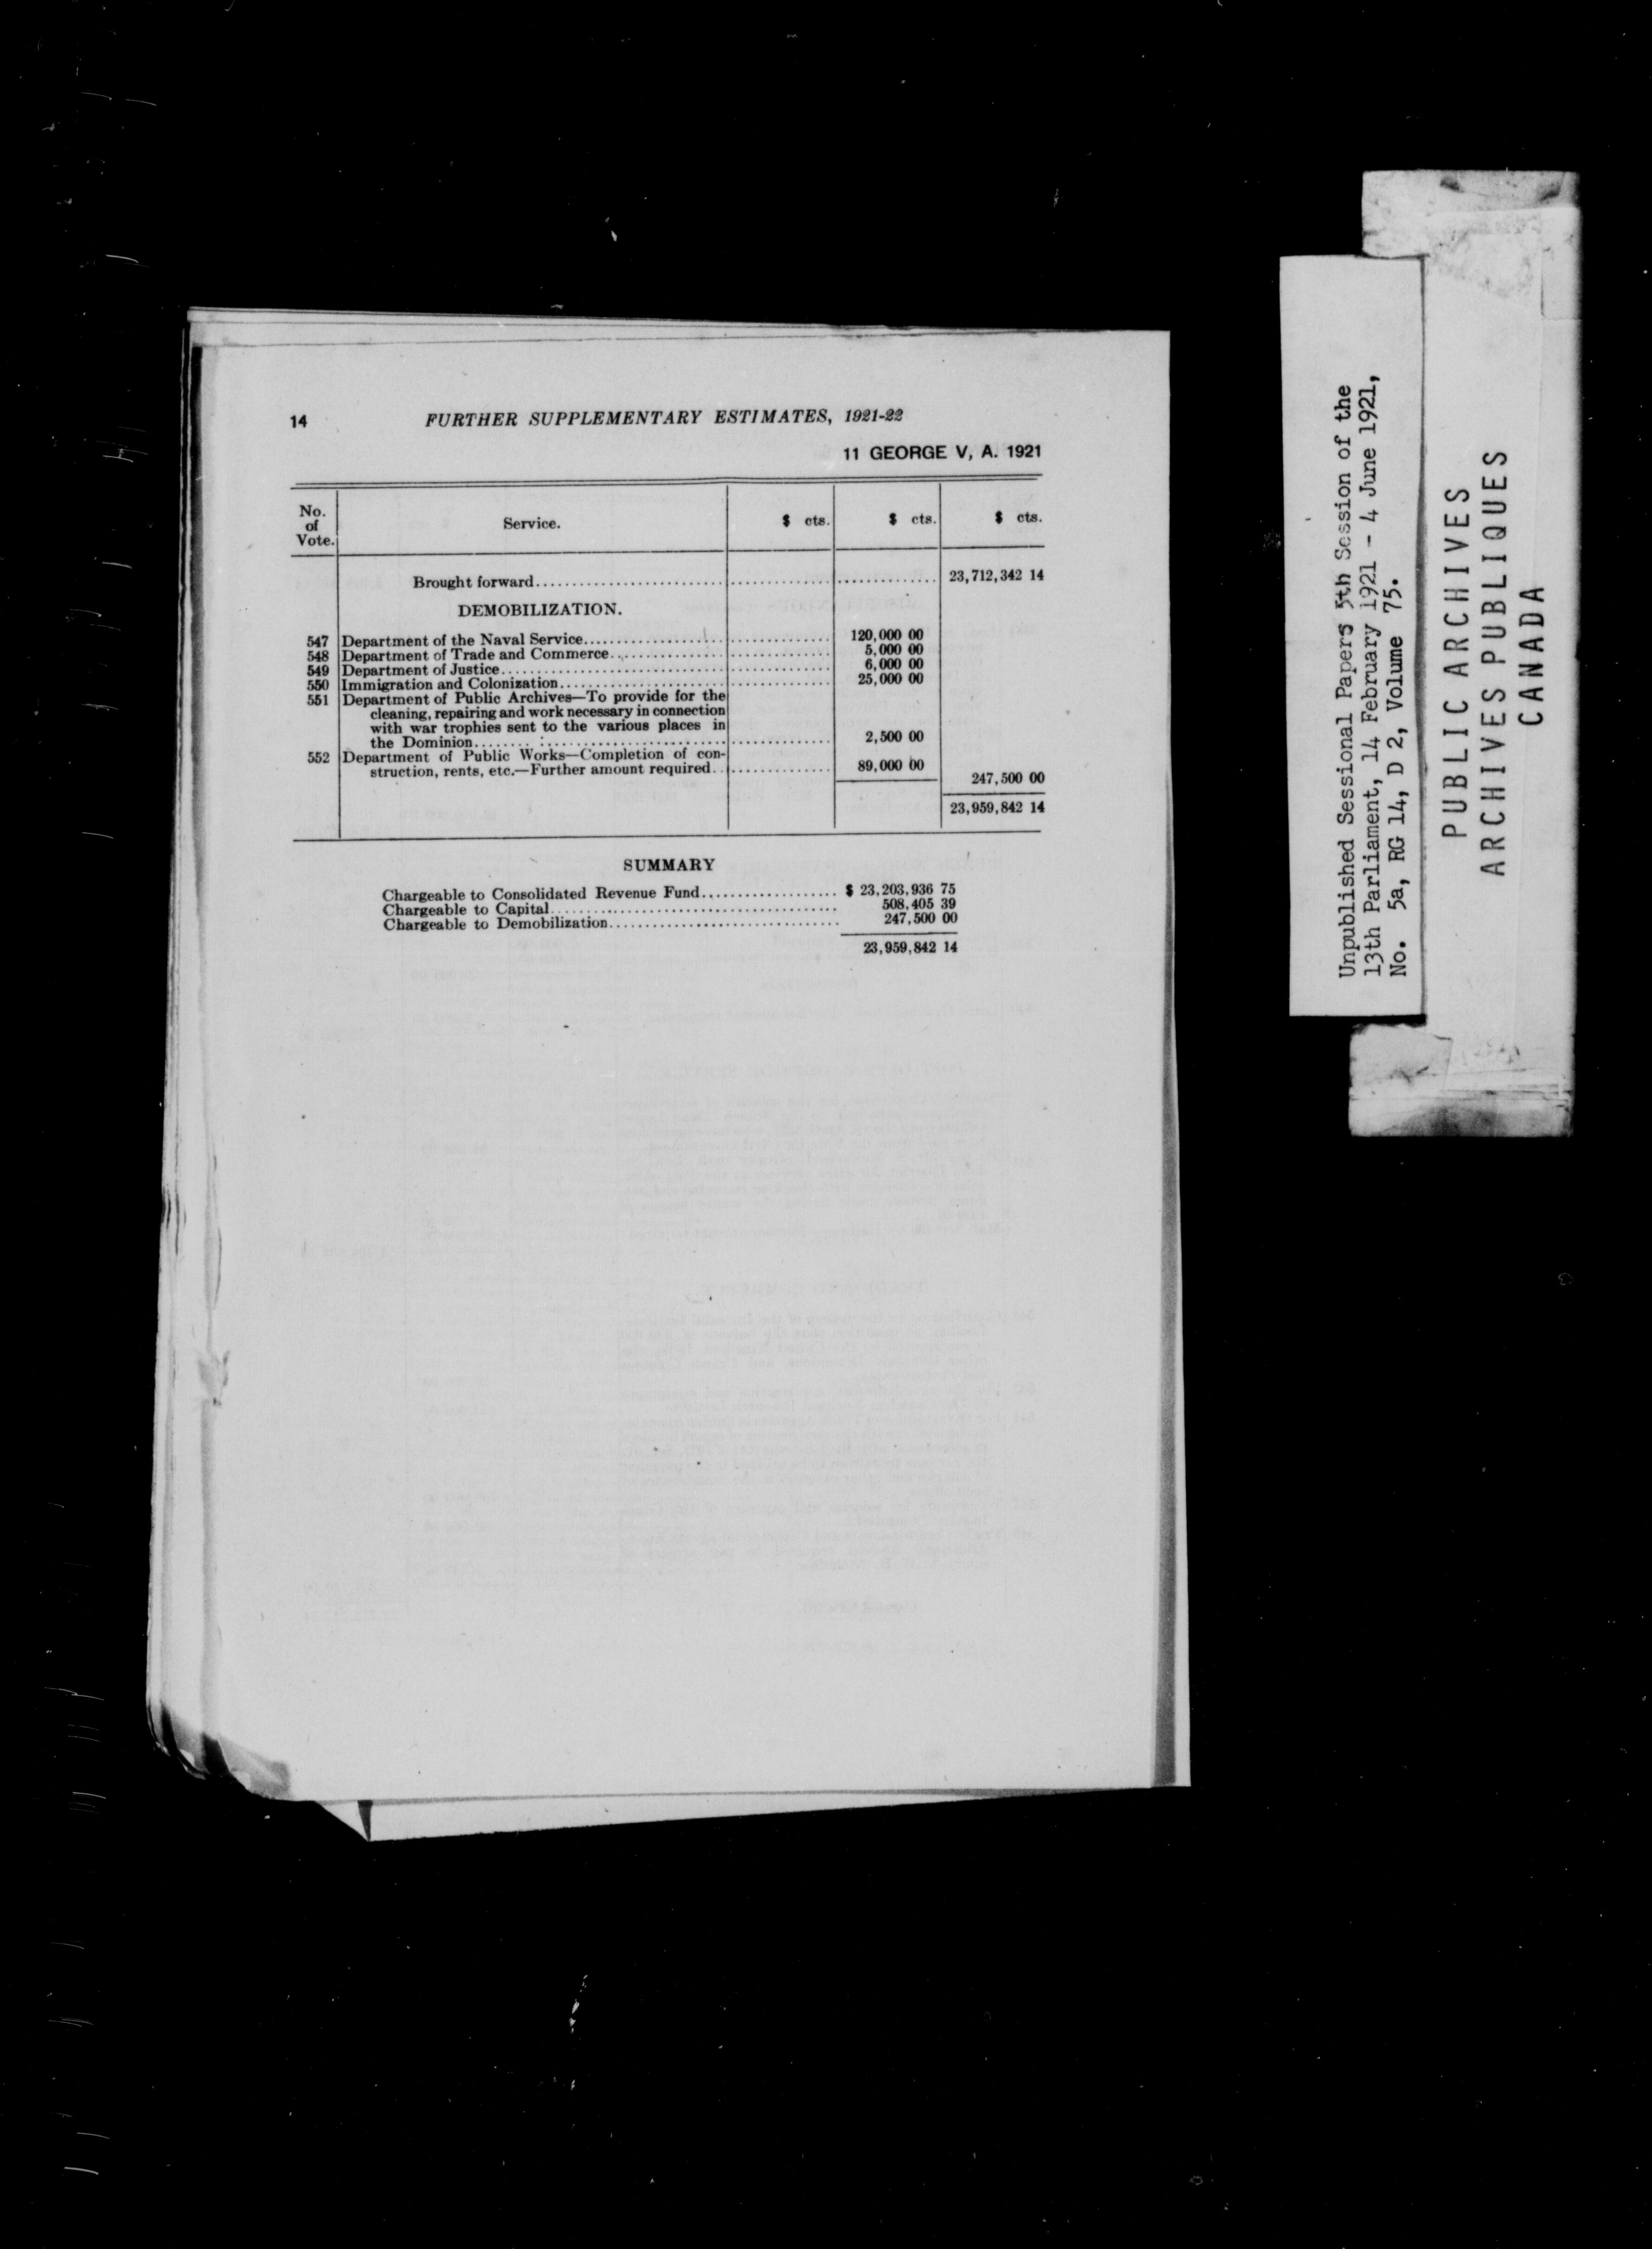 14 FURTHER SUPPLEMENTARY ESTIMATES, 1921-22
11 GEORGE V, A. 1921
No. of Vote. Service. $ cts. $ cts. $ cts.
Brought forward 23,712,342 14
DEMOBILIZATION.
547 Department of the Naval Service 120,000 00
548 Department of Trade and Commerce 5,000 00
549 Department of Justice 6,000 00
550 Immigration and Colonization 25,000 00
551 Department of Public Archives—To provide for the
cleaning, repairing and work necessary in connection
with war trophies sent to the various places in
the Dominion 2,500 00
552 Department of Public Works—Completion of con-
struction, rents, etc.—Further amount required 89,000 00
247,500 00
23,959,842 14
SUMMARY
Chargeable to Consolidated Revenue Fund $ 23,203,936 75
Chargeable to Capital 508,405 39
Chargeable to Demobilization 247,500 00
23,959,842 14
Unpublished Sessional Papers 5th Session of the
13th Parliament, 14 February 1921 - 4 June 1921,
No. 5a, RG 14, D 2, Volume 75.
PUBLIC ARCHIVES
ARCHIVES PUBLIQUES
CANADA